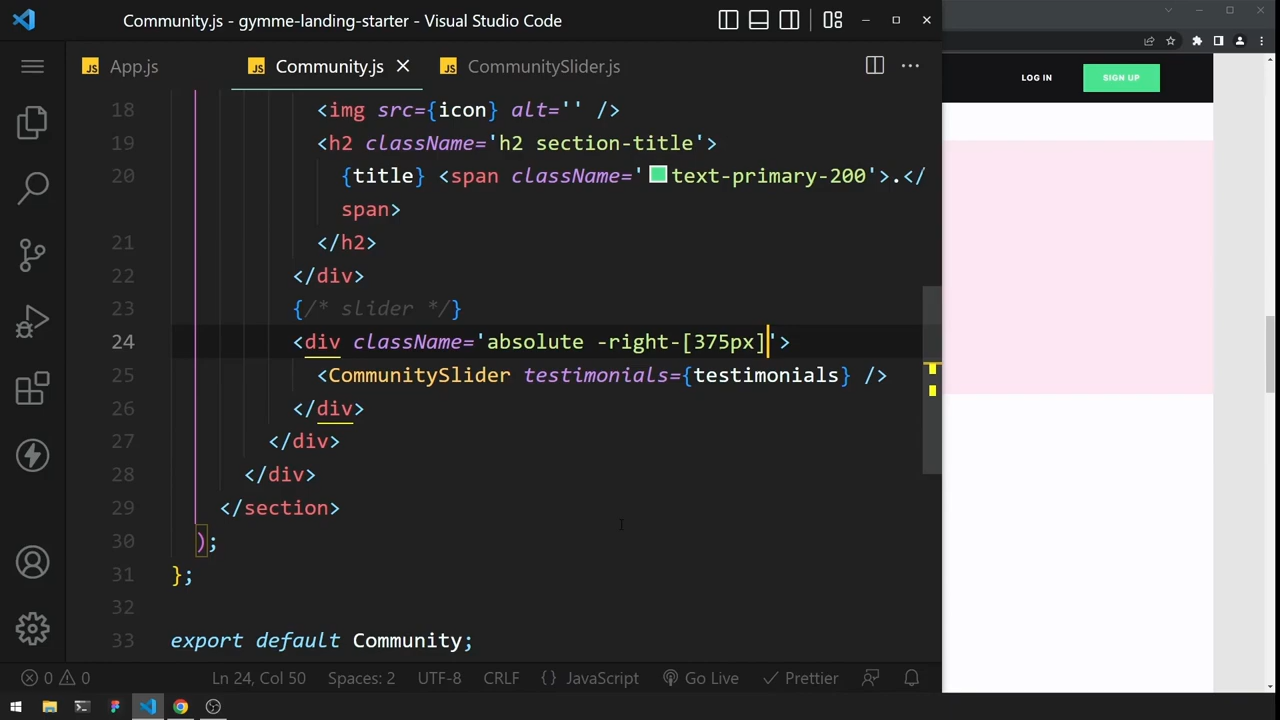 Community.js - gymme-landing-starter - Visual Studio Code
App.js
Community.js
CommunitySlider.js
LOG IN
SIGN UP
18 <img src={icon} alt='' />
19 <h2 className='h2 section-title'>
20 {title} <span className='text-primary-200'>.</
span>
21 </h2>
22 </div>
23 {/* slider */}
24 <div className='absolute -right-[375px]'>
25 <CommunitySlider testimonials={testimonials} />
26 </div>
27 </div>
28 </div>
29 </section>
30 );
31 };
32
33 export default Community;
0 0 Ln 24, Col 50 Spaces: 2 UTF-8 CRLF {} JavaScript Go Live Prettier